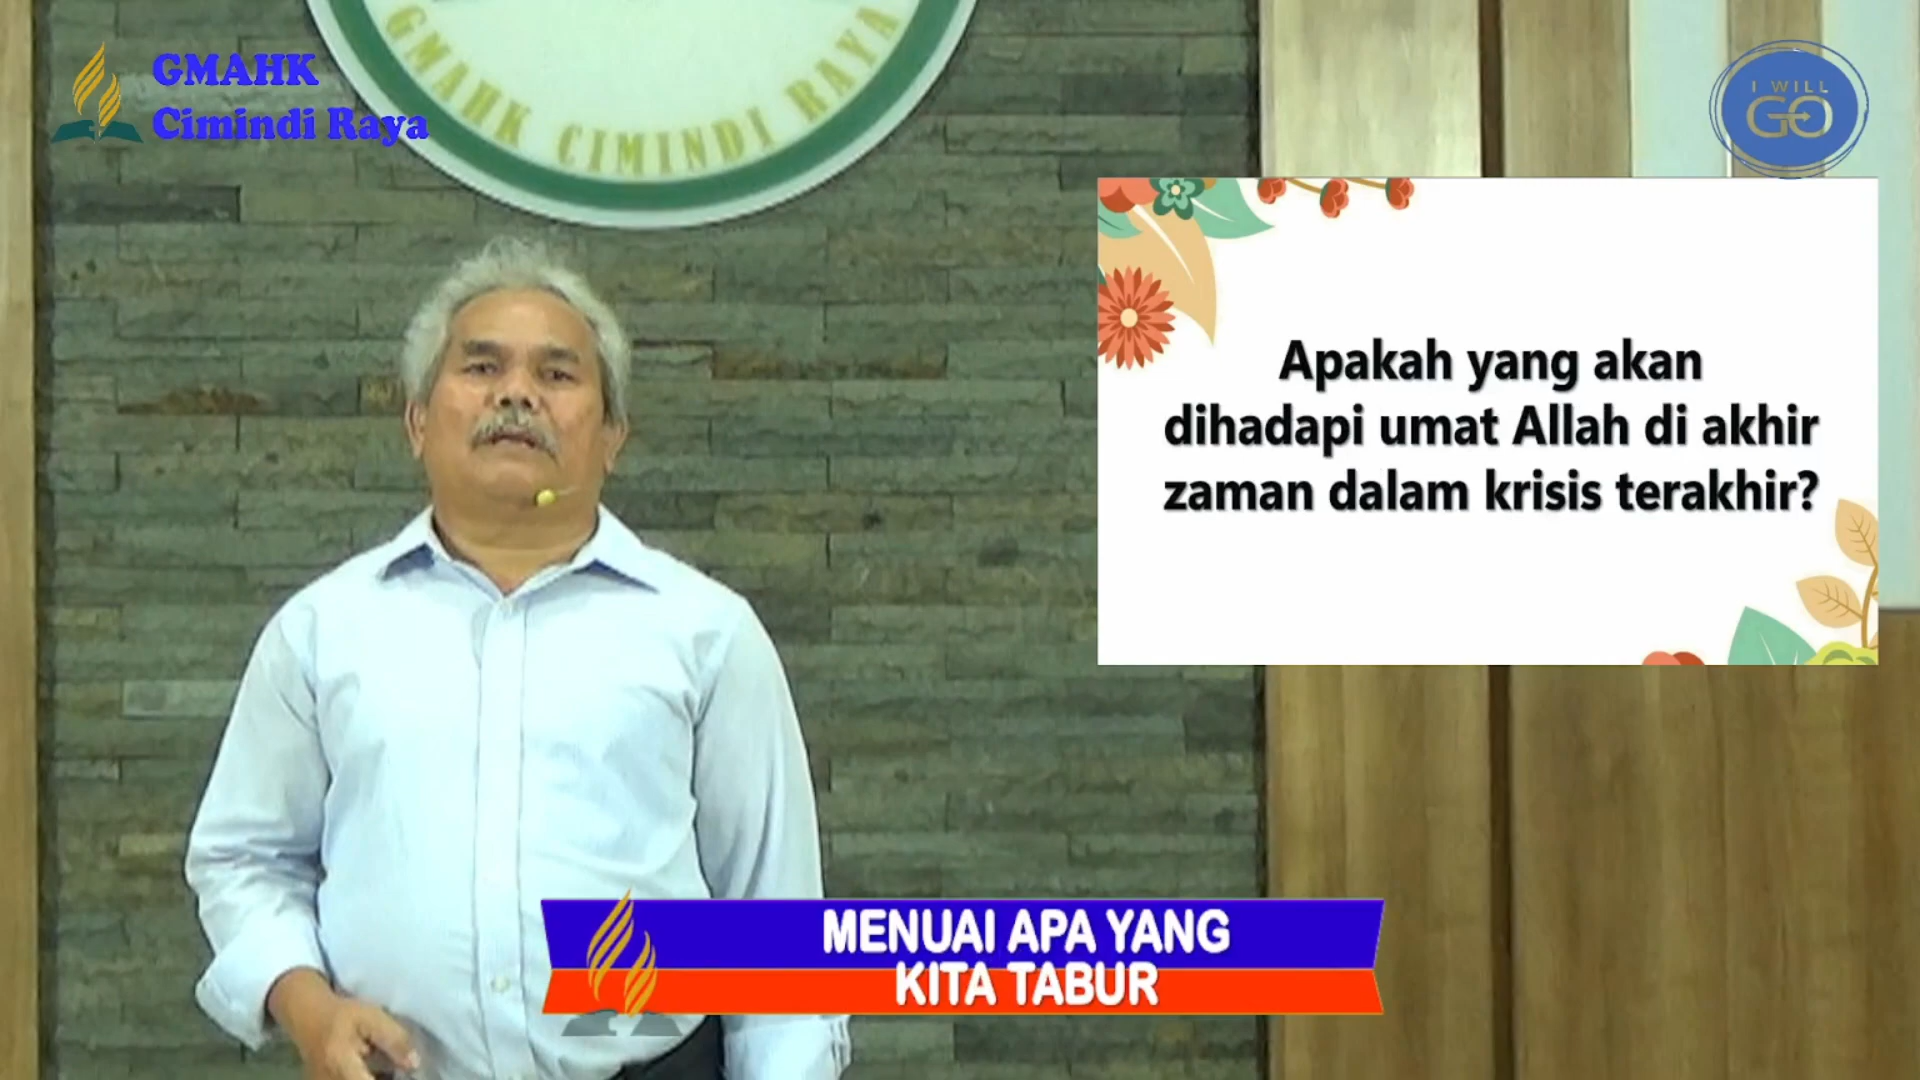 GMAHK
Cimindi Raya
GMAHK CIMINDI RAYA
I WILL
GO
Apakah yang akan
dihadapi umat Allah di akhir
zaman dalam krisis terakhir?
MENUAI APA YANG
KITA TABUR